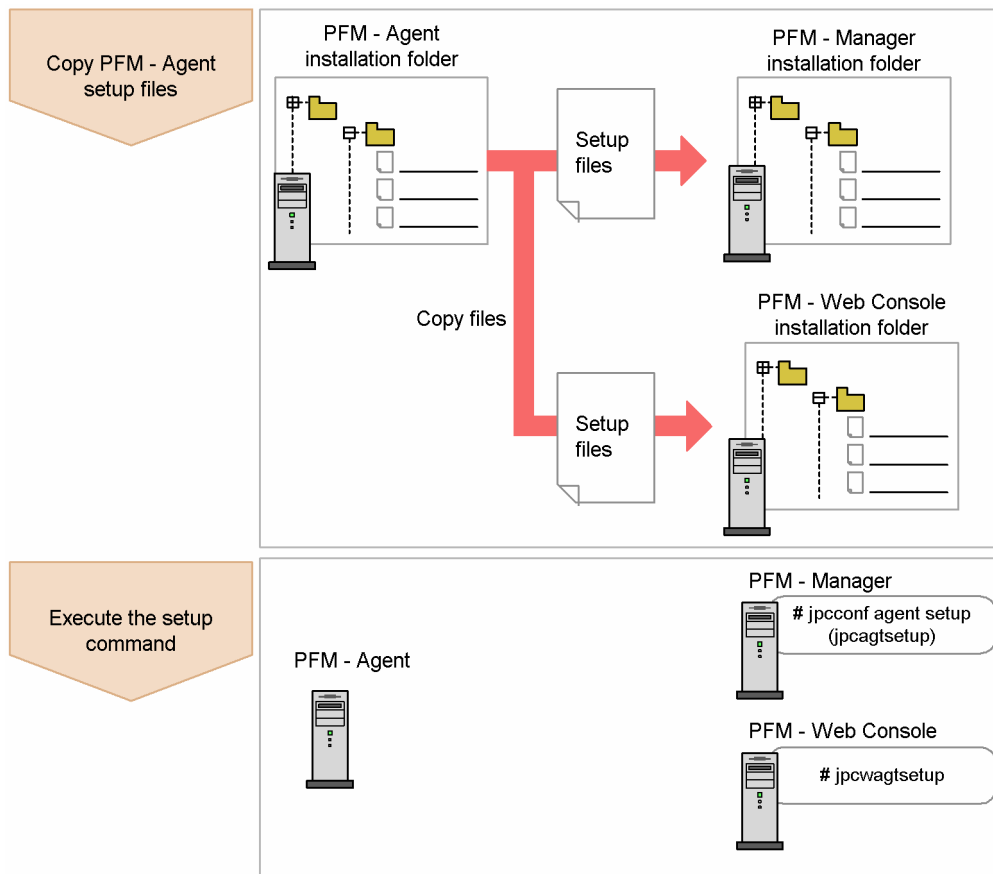 Copy PFM - Agent
setup files
PFM - Agent
installation folder
PFM - Manager
installation folder
Setup
files
Copy files
PFM - Web Console
installation folder
Setup
files
Execute the setup
command
PFM - Agent
PFM - Manager
# jpcconf agent setup
(jpcagtsetup)
PFM - Web Console
# jpcwagtsetup